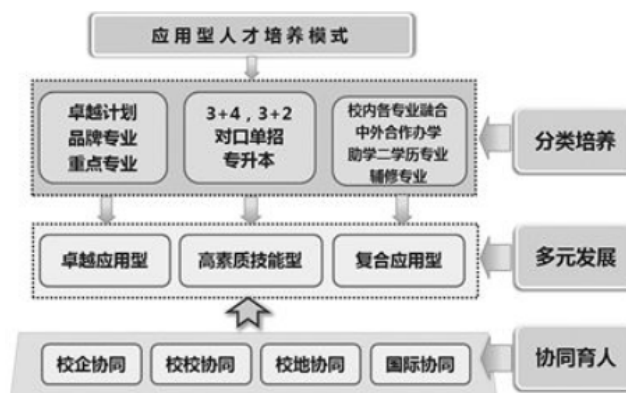 应用型人才培养模式
卓越计划
品牌专业
重点专业
3+4，3+2
对口单招
专升本
校内各专业融合
中外合作办学
助学二学历专业
辅修专业
分类培养
卓越应用型
高素质技能型
复合应用型
多元发展
校企协同
校校协同
校地协同
国际协同
协同育人